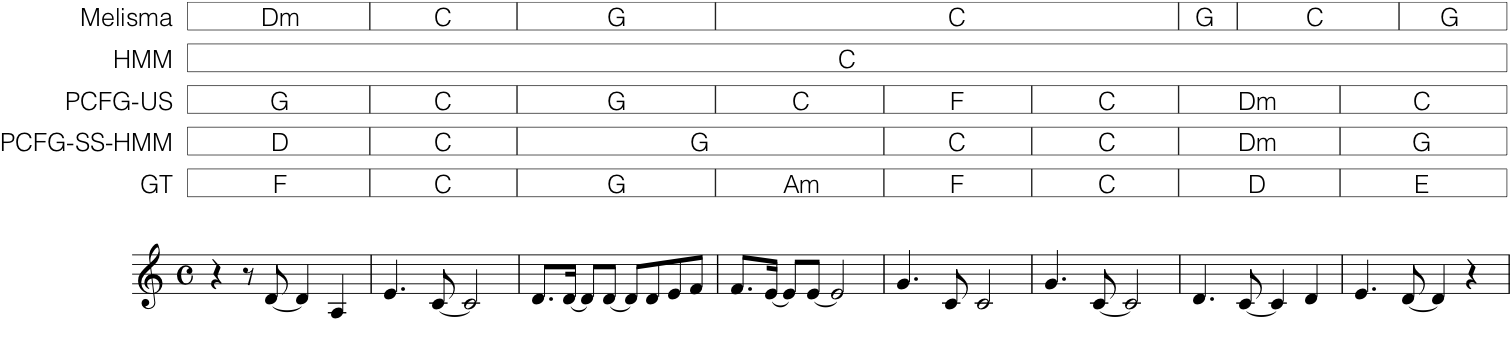 Melisma Dm C G C G C G
HMM C
PCFG-US G C G C F C Dm C
PCFG-SS-HMM D C G C C Dm G
GT F C G Am F C D E